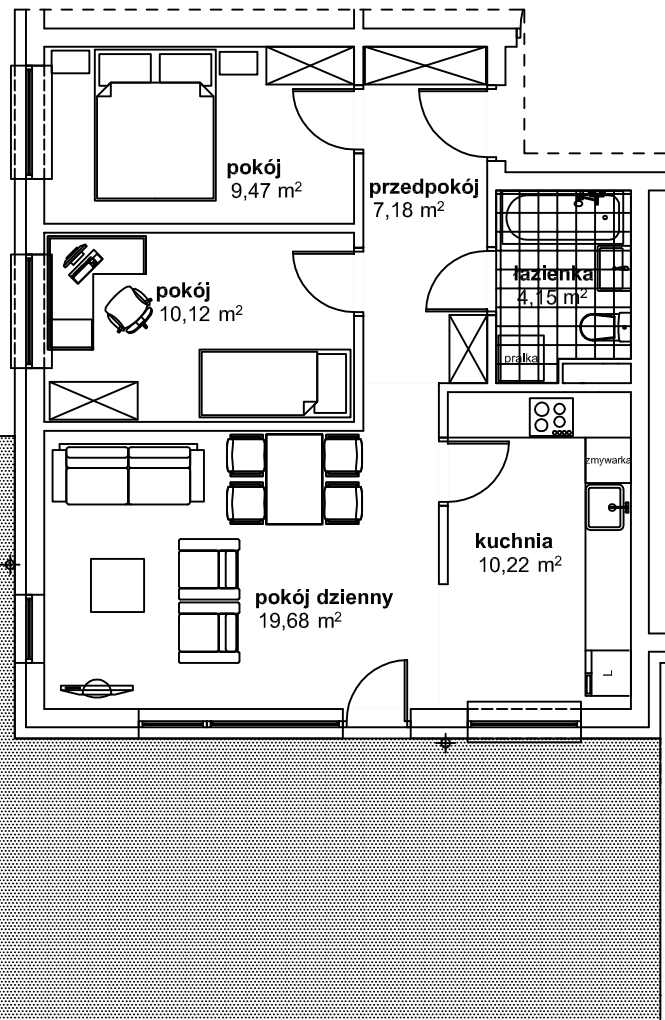 pokój
9,47 m²
przedpokój
7,18 m²
łazienka
4,15 m²
pokój
10,12 m²
pralka
zmywarka
kuchnia
10,22 m²
pokój dzienny
19,68 m²
L